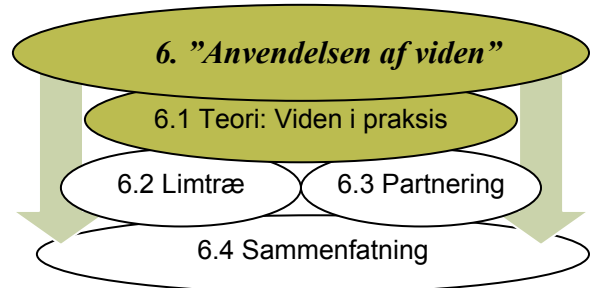 6. ”Anvendelsen af viden”
6.1 Teori: Viden i praksis
6.2 Limtræ
6.3 Partnering
6.4 Sammenfatning